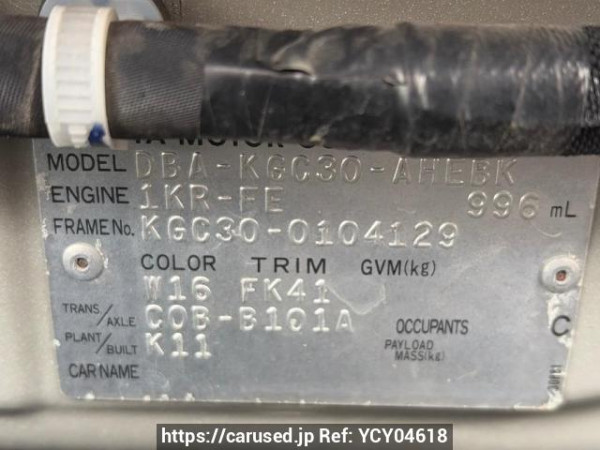 MOTOR
MODEL DBA-KGC30-AHEBK
ENGINE 1KR-FE 996 mL
FRAME No. KGC30-0104129
COLOR TRIM GVM(kg)
W16 FK41
TRANS/AXLE C0B-B101A OCCUPANTS C
PLANT/BUILT K11 PAYLOAD MASS(kg)
CAR NAME
https://carused.jp Ref: YCY04618